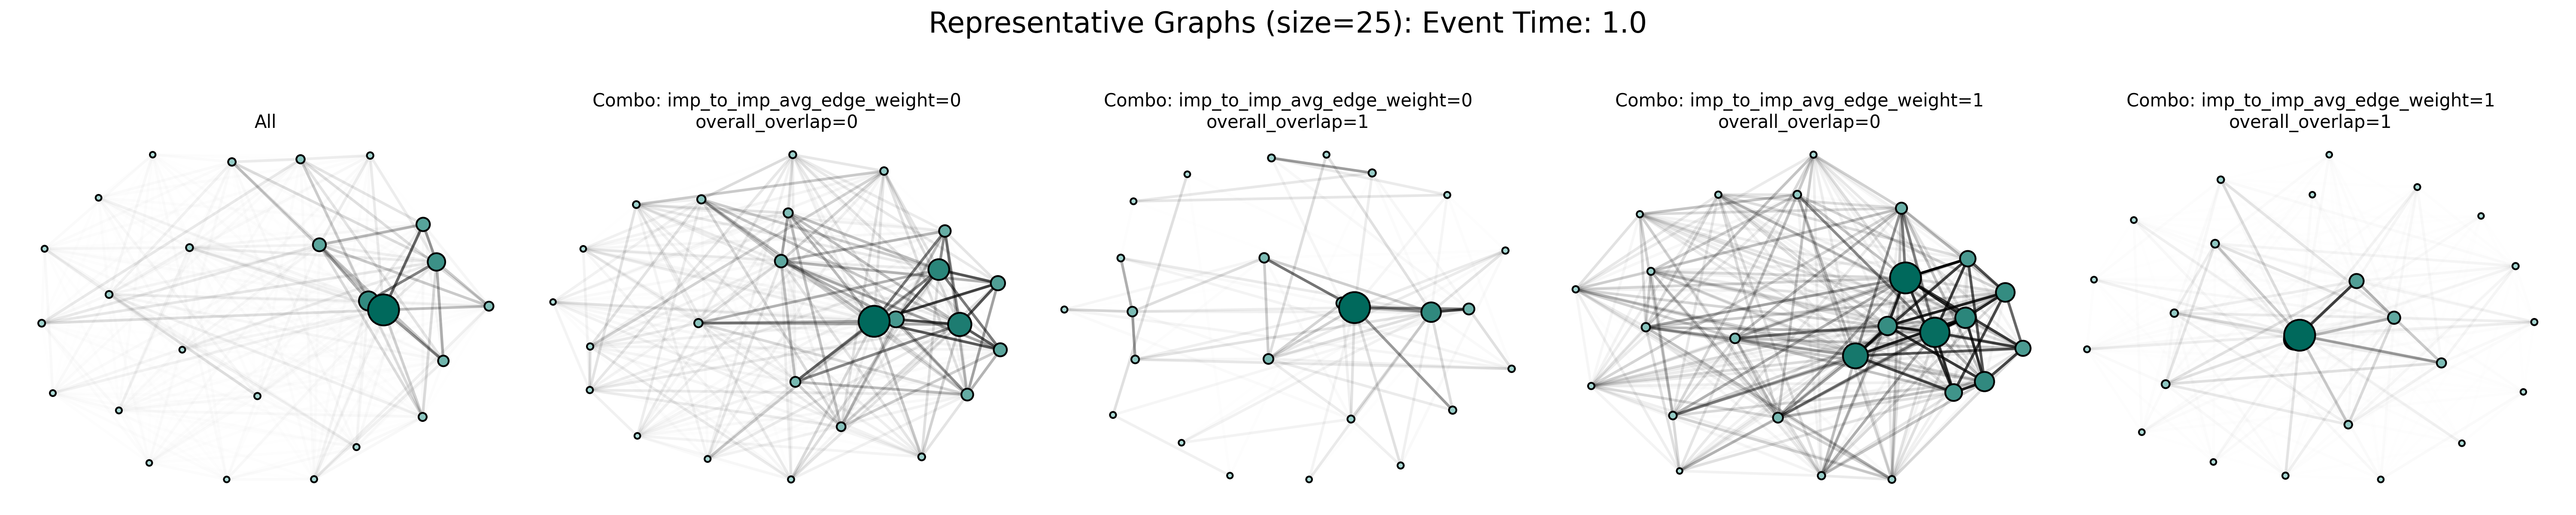 Representative Graphs (size=25): Event Time: 1.0
All
Combo: imp_to_imp_avg_edge_weight=0
overall_overlap=0
Combo: imp_to_imp_avg_edge_weight=0
overall_overlap=1
Combo: imp_to_imp_avg_edge_weight=1
overall_overlap=0
Combo: imp_to_imp_avg_edge_weight=1
overall_overlap=1